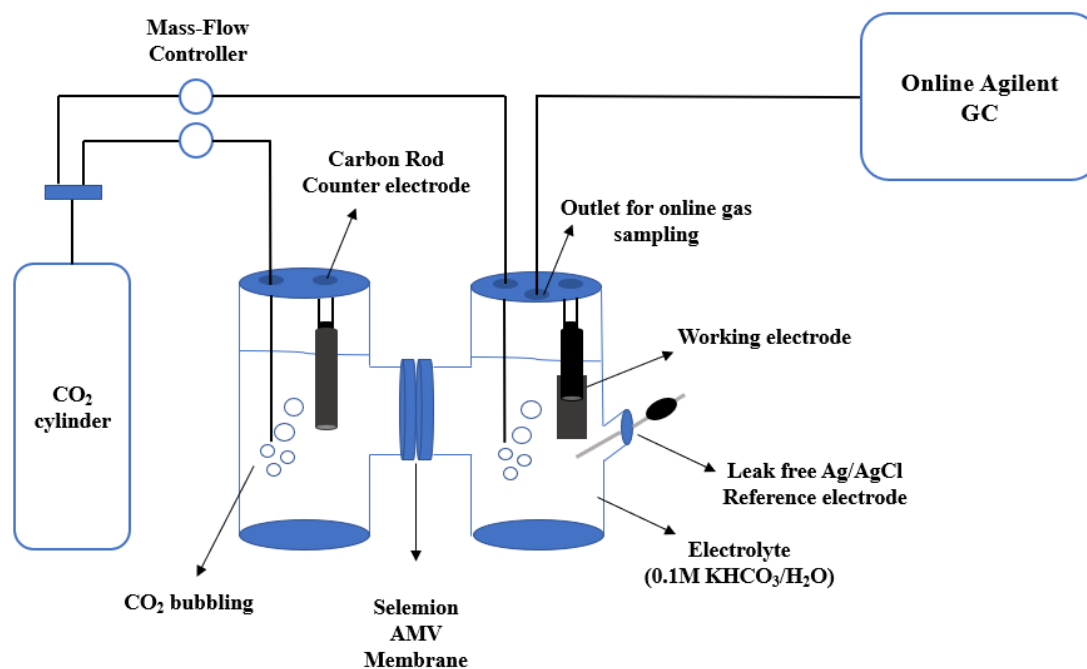 Mass-Flow
Controller
Online Agilent
GC
Carbon Rod
Counter electrode
Outlet for online gas
sampling
Working electrode
CO₂
cylinder
Leak free Ag/AgCl
Reference electrode
Electrolyte
(0.1M KHCO₃/H₂O)
CO₂ bubbling
Selemion
AMV
Membrane